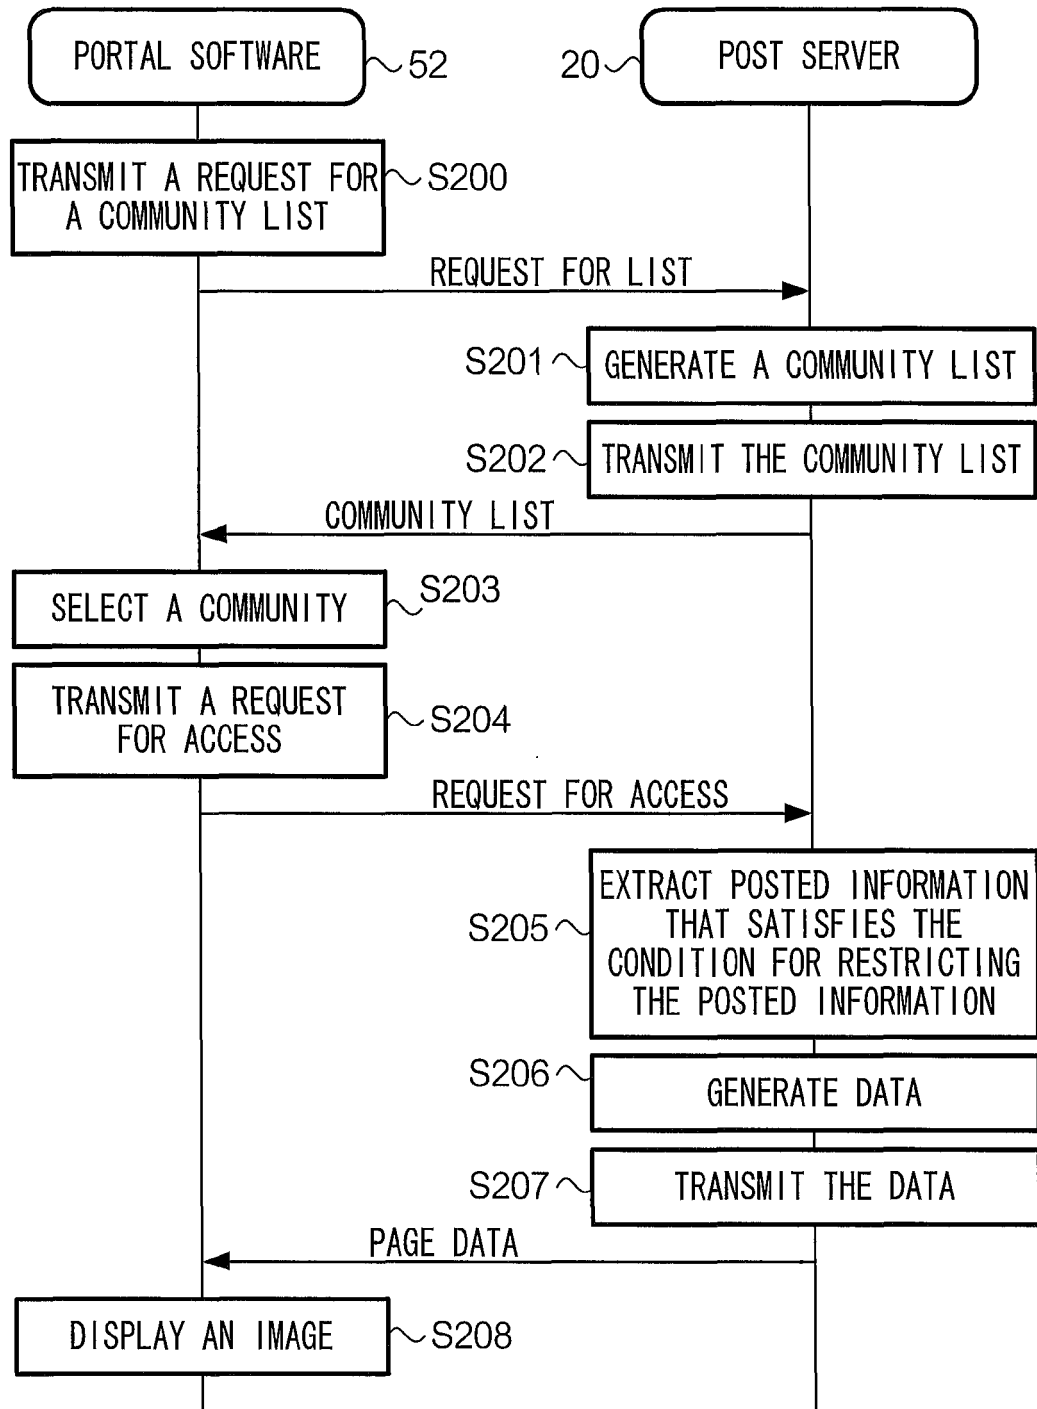 PORTAL SOFTWARE
52
20
POST SERVER
TRANSMIT A REQUEST FOR
A COMMUNITY LIST
S200
REQUEST FOR LIST
S201
GENERATE A COMMUNITY LIST
S202
TRANSMIT THE COMMUNITY LIST
COMMUNITY LIST
SELECT A COMMUNITY
S203
TRANSMIT A REQUEST
FOR ACCESS
S204
REQUEST FOR ACCESS
S205
EXTRACT POSTED INFORMATION
THAT SATISFIES THE
CONDITION FOR RESTRICTING
THE POSTED INFORMATION
S206
GENERATE DATA
S207
TRANSMIT THE DATA
PAGE DATA
DISPLAY AN IMAGE
S208